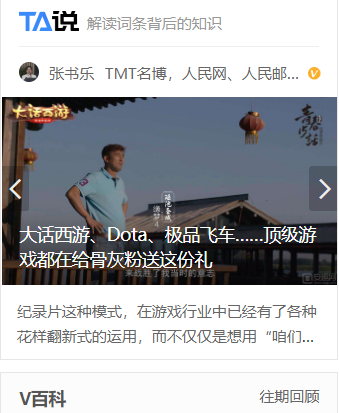 TA说 解读词条背后的知识
张书乐 TMT名博，人民网、人民邮...
大话西游
大话西游、Dota、极品飞车……顶级游
戏都在给骨灰粉送这份礼
纪录片这种模式，在游戏行业中已经有了各种
花样翻新式的运用，而不仅仅是想用“咱们...
V百科 往期回顾